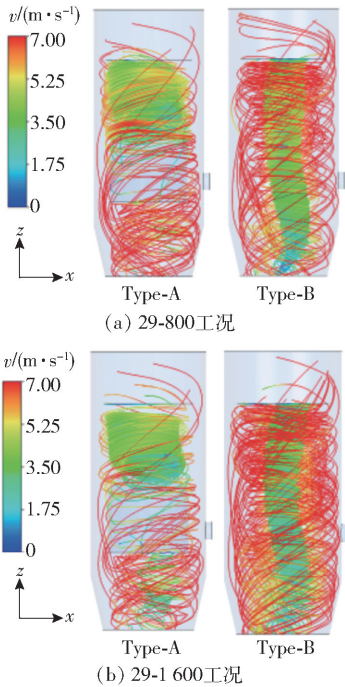 v/(m·s⁻¹)
7.00
5.25
3.50
1.75
0
z
x
Type-A Type-B
(a) 29-800工况
v/(m·s⁻¹)
7.00
5.25
3.50
1.75
0
z
x
Type-A Type-B
(b) 29-1 600工况